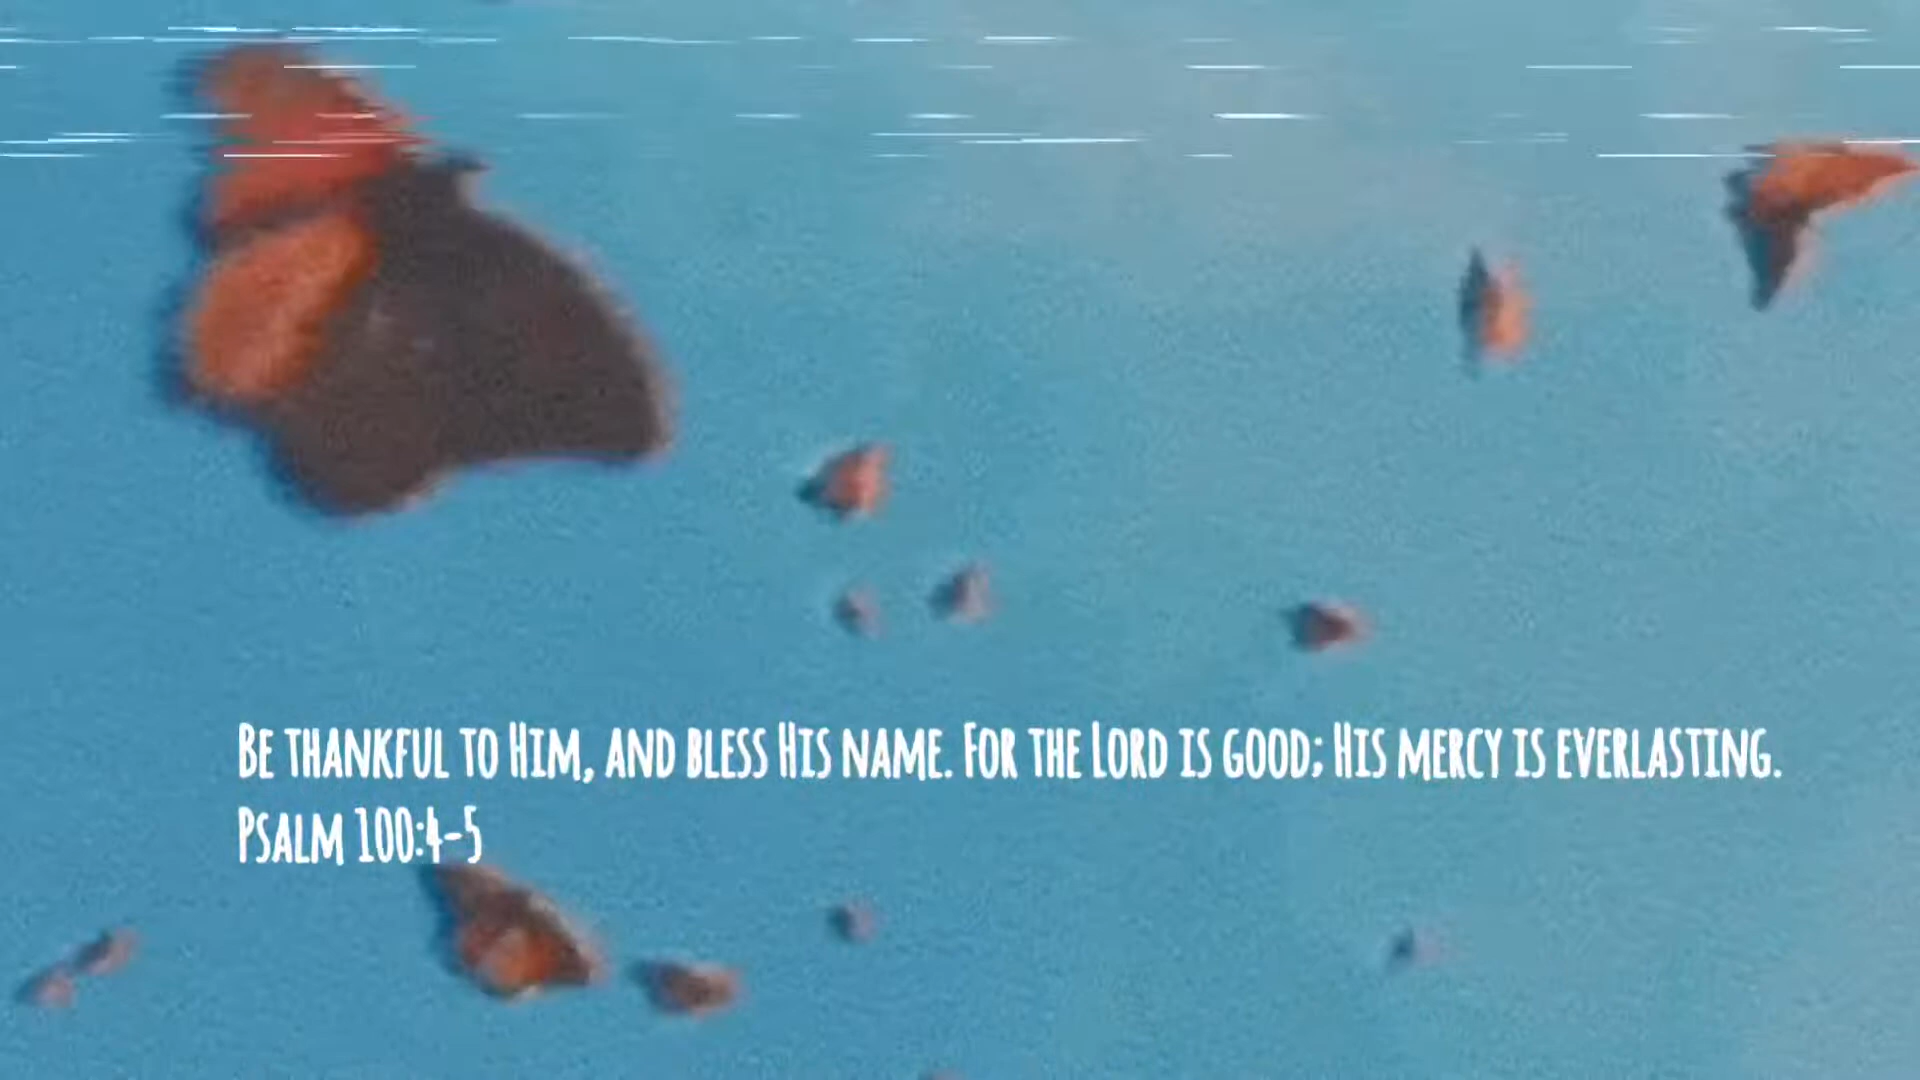 Be thankful to Him, and bless His name. For the Lord is good; His mercy is everlasting.
Psalm 100:4-5